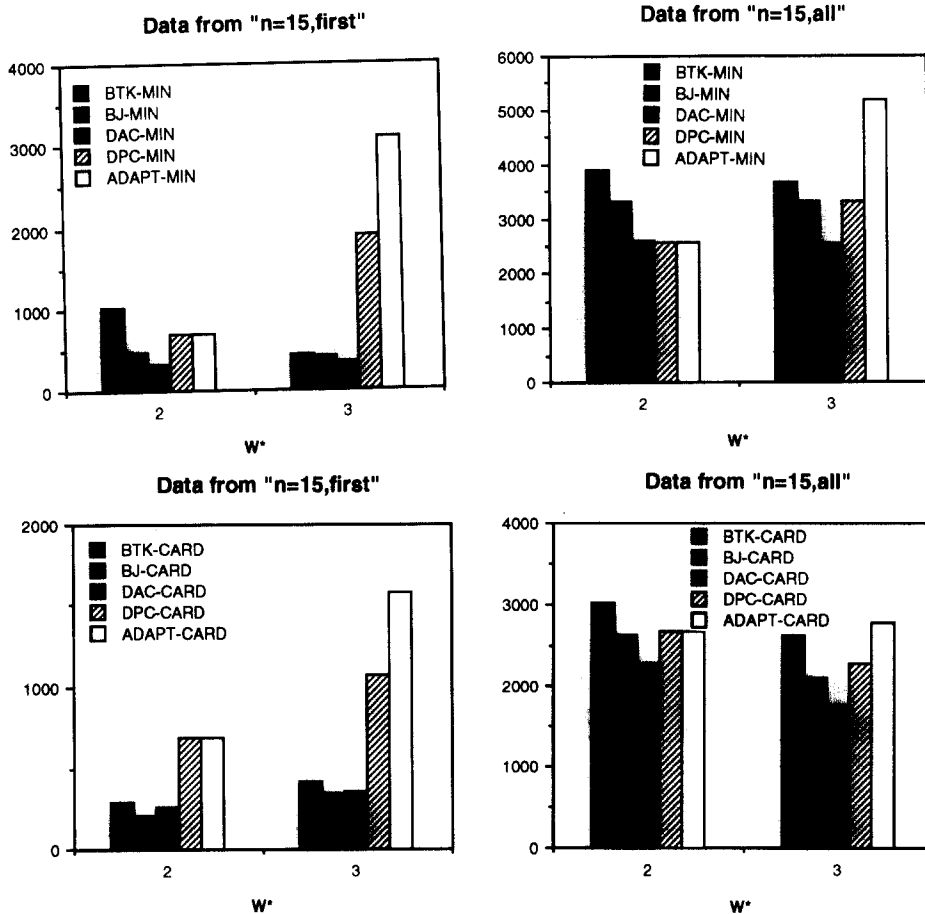 Data from "n=15,first"
4000
3000
2000
1000
0
BTK-MIN
BJ-MIN
DAC-MIN
DPC-MIN
ADAPT-MIN
2
3
W*
Data from "n=15,all"
6000
5000
4000
3000
2000
1000
0
BTK-MIN
BJ-MIN
DAC-MIN
DPC-MIN
ADAPT-MIN
2
3
W*
Data from "n=15,first"
2000
1000
0
BTK-CARD
BJ-CARD
DAC-CARD
DPC-CARD
ADAPT-CARD
2
3
W*
Data from "n=15,all"
4000
3000
2000
1000
0
BTK-CARD
BJ-CARD
DAC-CARD
DPC-CARD
ADAPT-CARD
2
3
W*